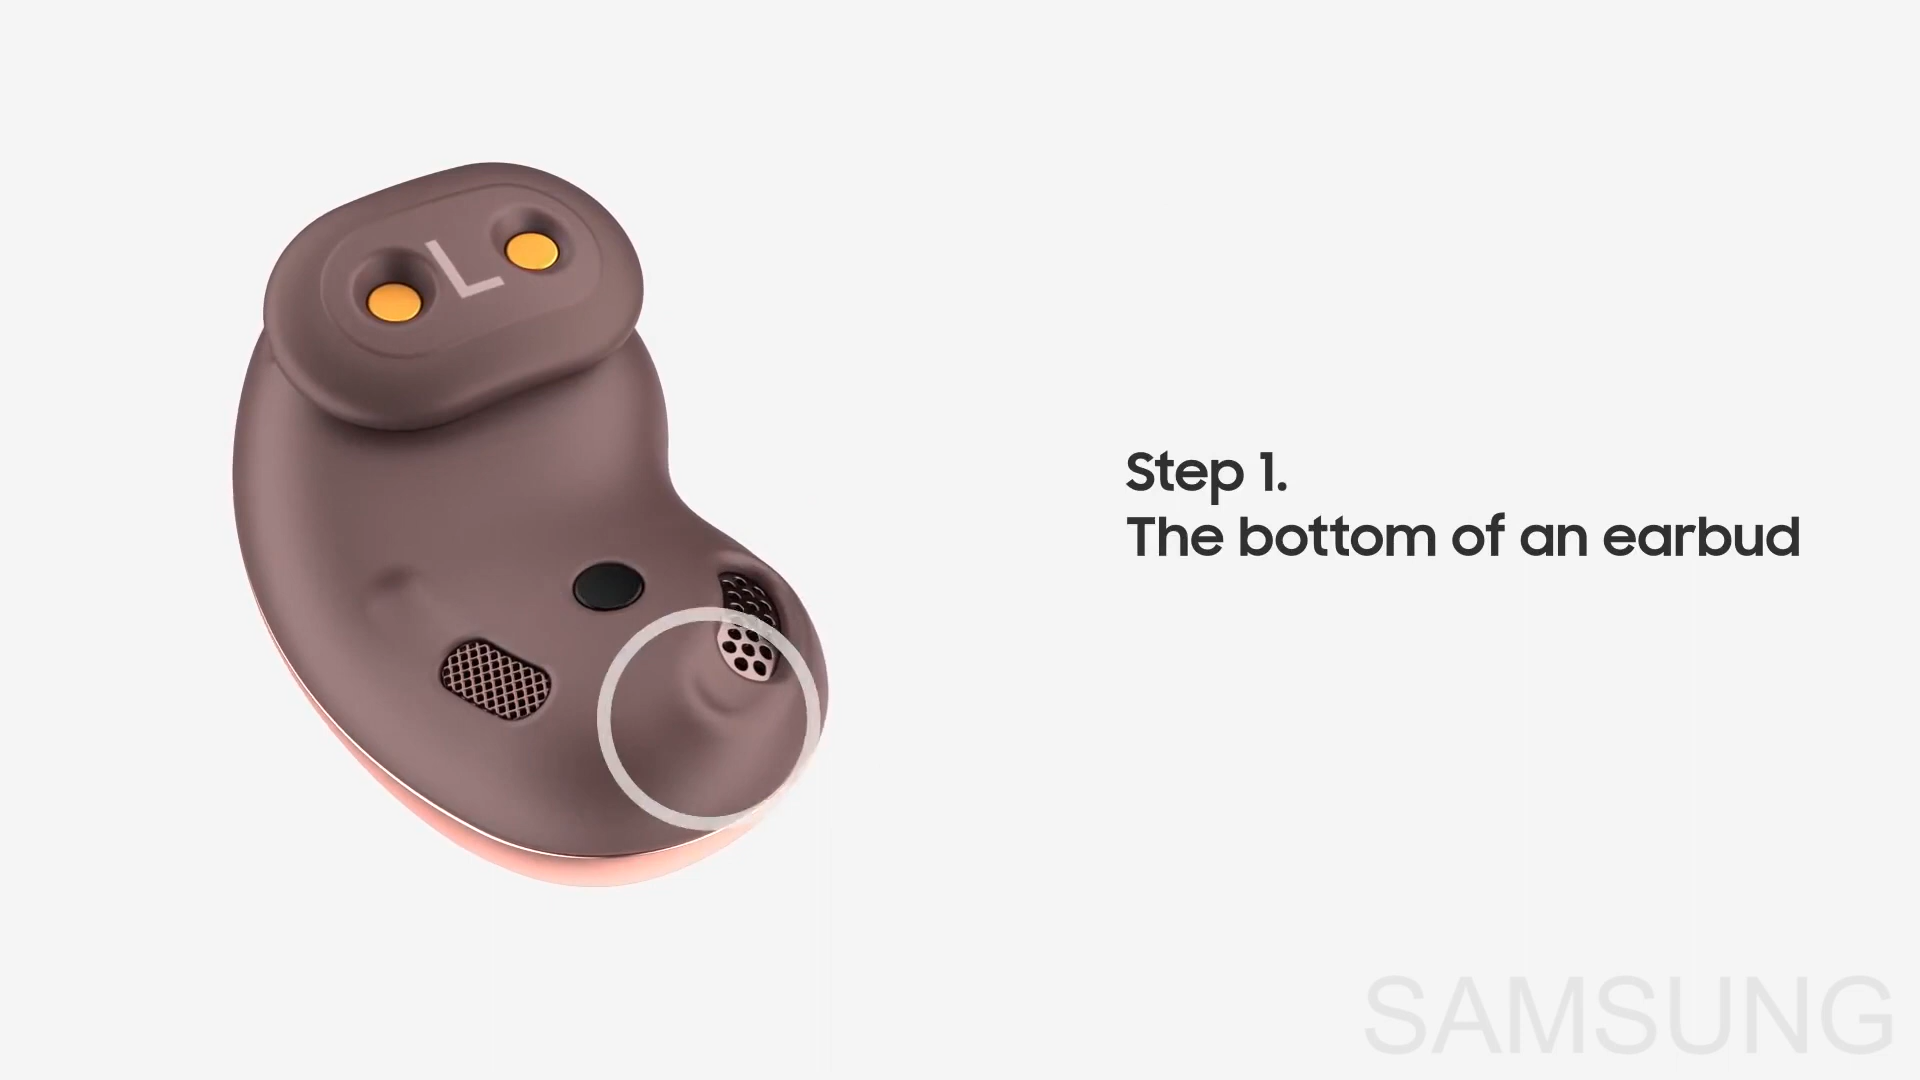 L
Step 1.
The bottom of an earbud
SAMSUNG